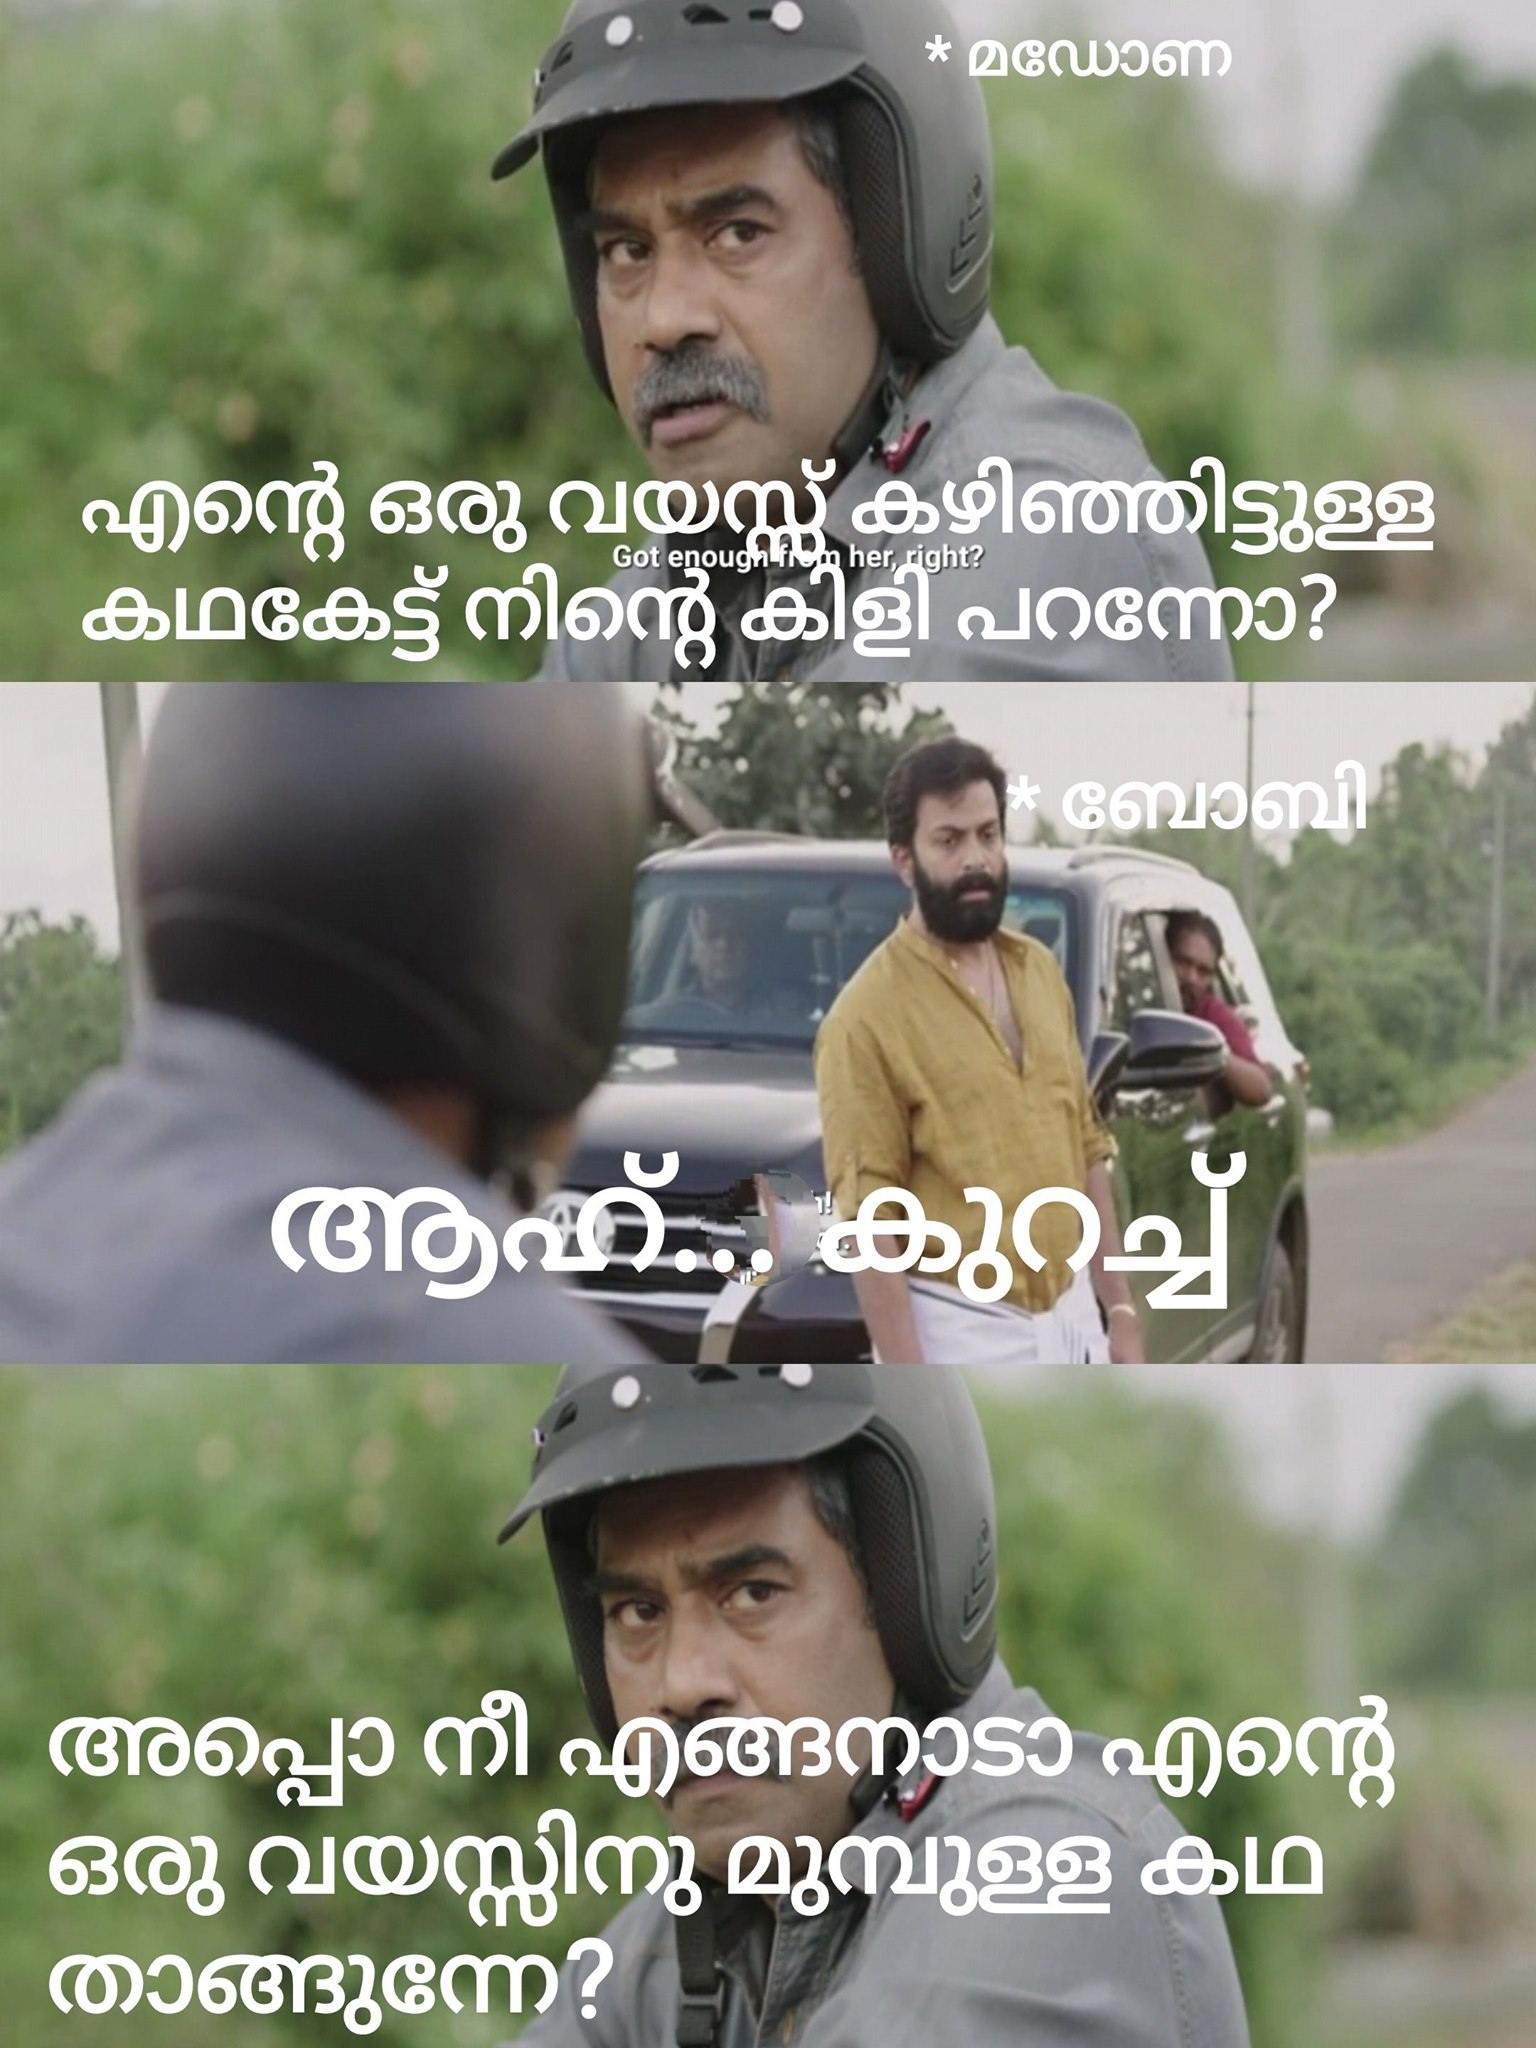 * മഡോണ
എന്റെ ഒരു വയസ്സ് കഴിഞ്ഞിട്ടുള്ള
Got enough from her, right?
കഥകേട്ട് നിന്റെ കിളി പറന്നോ?
* ബോബി
ആഹ്... കുറച്ച്
അപ്പൊ നീ എങ്ങനാടാ എന്റെ
ഒരു വയസ്സിനു മുമ്പുള്ള കഥ
താങ്ങുന്നേ?